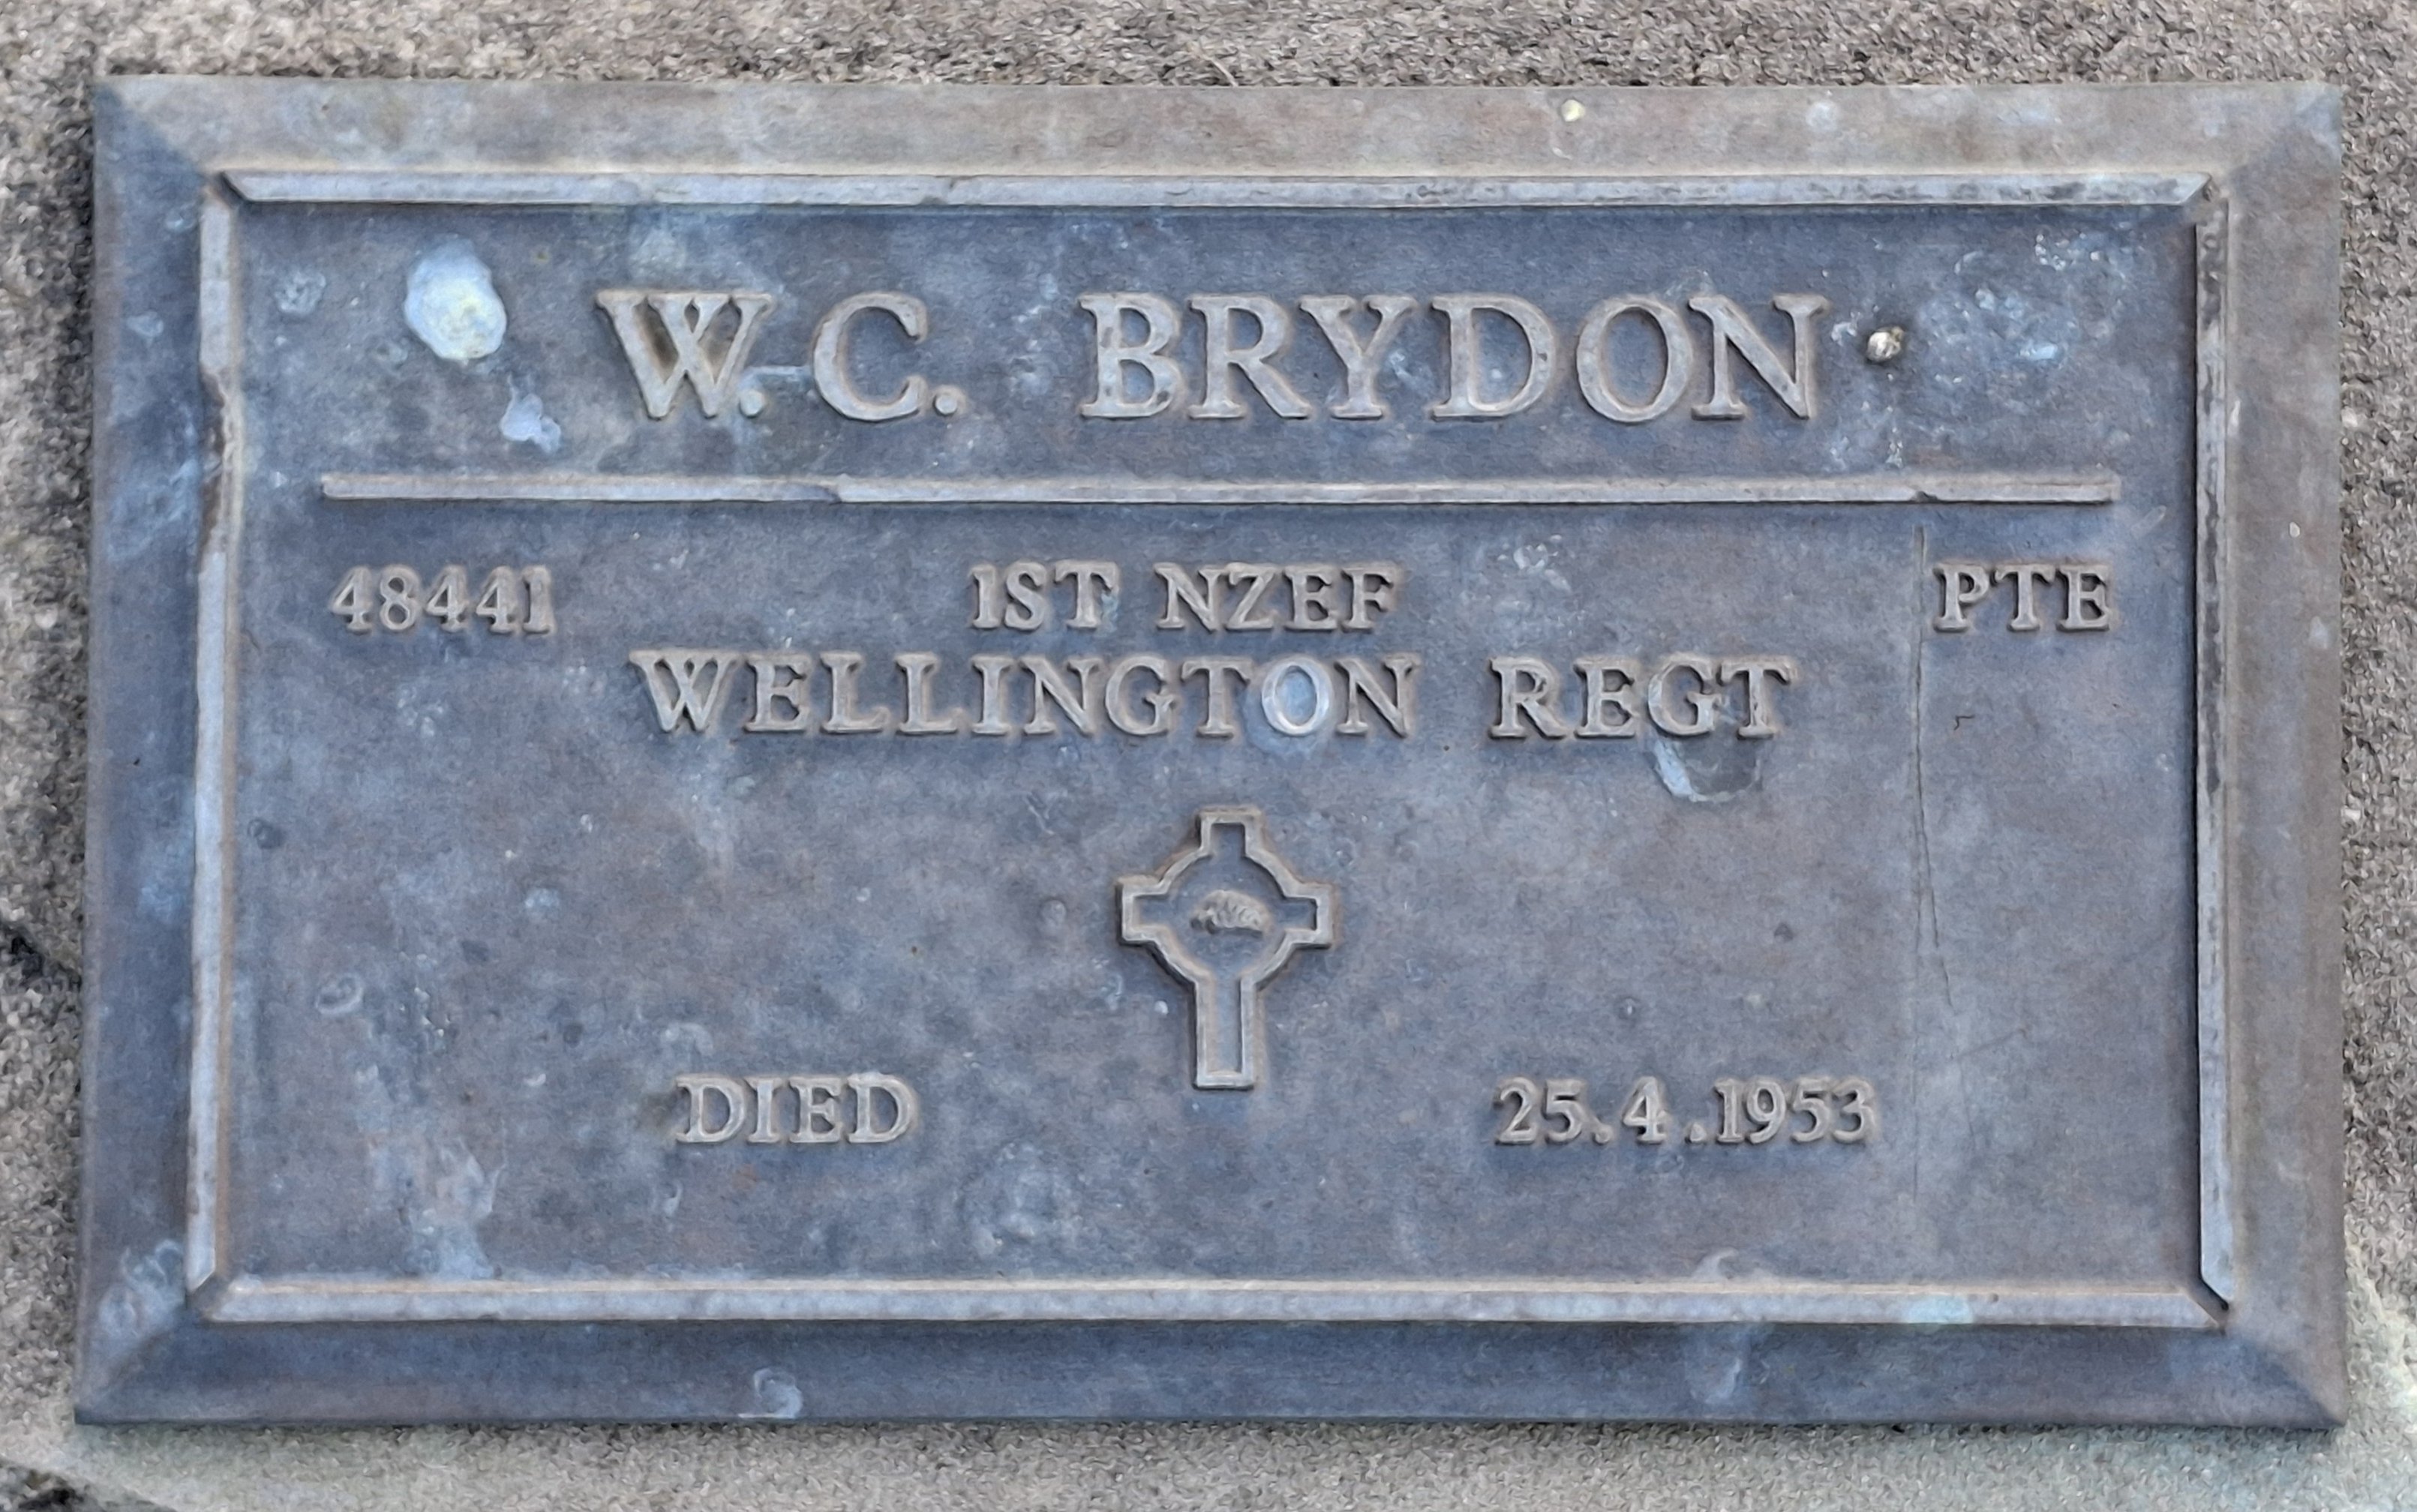 W. C. BRYDON
48441 1ST NZEF PTE
WELLINGTON REGT
DIED 25.4.1953